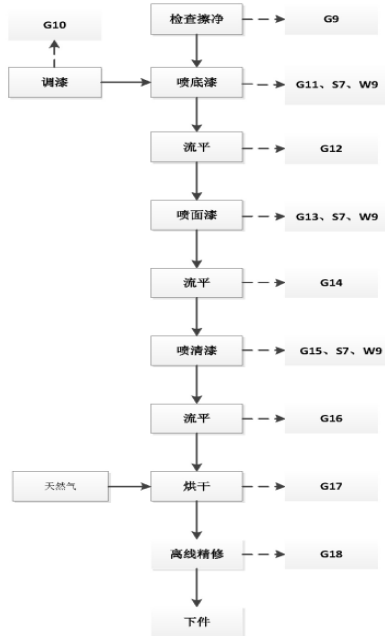 检查擦净
G9
G10
调漆
喷底漆
G11、S7、W9
流平
G12
喷面漆
G13、S7、W9
流平
G14
喷清漆
G15、S7、W9
流平
G16
天然气
烘干
G17
离线精修
G18
下件